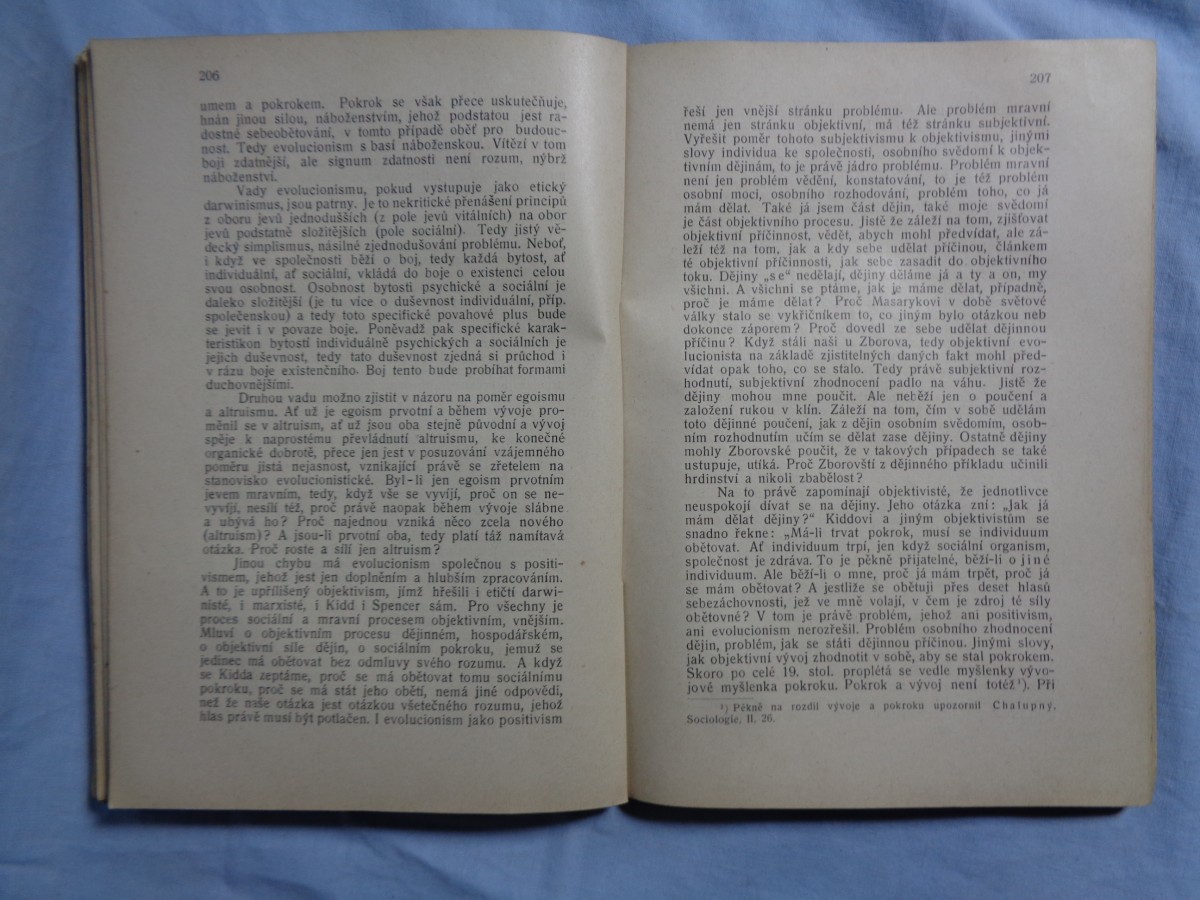 206
umem a pokrokem. Pokrok se však přece uskutečňuje,
hnán jinou silou, náboženstvím, jehož podstatou jest ra-
dostné sebeobětování, v tomto případě oběť pro budouc-
nost. Tedy evolucionism s basí náboženskou. Vítězí v tom
boji zdatnější, ale signum zdatnosti není rozum, nýbrž
náboženství.
Vady evolucionismu, pokud vystupuje jako etický
darwinismus, jsou patrny. Je to nekritické přenášení principů
z oboru jevů jednodušších (z pole jevů vitálních) na obor
jevů podstatně složitějších (pole sociální). Tedy jistý vě-
decký simplismus, násilné zjednodušování problému. Neboť,
i když ve společnosti běží o boj, tedy každá bytost, ať
individuální, ať sociální, vkládá do boje o existenci celou
svou osobnost. Osobnost bytosti psychické a sociální je
daleko složitější (je tu více o duševnost individuální, příp.
společenskou) a tedy toto specifické povahové plus bude
se jevit i v povaze boje. Poněvadž pak specifické karak-
teristikon bytostí individuálně psychických a sociálních je
jejich duševnost, tedy tato duševnost zjedná si průchod i
v rázu boje existenčního. Boj tento bude probíhat formami
duchovnějšími.
Druhou vadu možno zjistit v názoru na poměr egoismu
a altruismu. Ať už je egoism prvotní a během vývoje pro-
měnil se v altruism, ať už jsou oba stejně původní a vývoj
spěje k naprostému převládnutí altruismu, ke konečné
organické dobrotě, přece jen jest v posuzování vzájemného
poměru jistá nejasnost, vznikající právě se zřetelem na
stanovisko evolucionistické. Byl-li jen egoism prvotním
jevem mravním, tedy, když vše se vyvíjí, proč on se ne-
vyvíjí, nesílí též, proč právě naopak během vývoje slábne
a ubývá ho? Proč najednou vzniká něco zcela nového
(altruism)? A jsou-li prvotní oba, tedy platí táž namítavá
otázka. Proč roste a sílí jen altruism?
Jinou chybu má evolucionism společnou s positi-
vismem, jehož jest jen doplněním a hlubším zpracováním.
A to je upřílišený objektivism, jímž hřešili i etičtí darwi-
nisté, i marxisté, i Kidd i Spencer sám. Pro všechny je
proces sociální a mravní procesem objektivním, vnějším.
Mluví o objektivním procesu dějinném, hospodářském,
o objektivní síle dějin, o sociálním pokroku, jemuž se
jedinec má obětovat bez odmluvy svého rozumu. A když
se Kidda zeptáme, proč se má obětovat tomu sociálnímu
pokroku, proč se má stát jeho obětí, nemá jiné odpovědi,
než že naše otázka jest otázkou všetečného rozumu, jehož
hlas právě musí být potlačen. I evolucionism jako positivism
207
řeší jen vnější stránku problému. Ale problém mravní
nemá jen stránku objektivní, má též stránku subjektivní.
Vyřešit poměr tohoto subjektivismu k objektivismu, jinými
slovy individua ke společnosti, osobního svědomí k objek-
tivním dějinám, to je právě jádro problému. Problém mravní
není jen problém vědění, konstatování, to je též problém
osobní moci, osobního rozhodování, problém toho, co já
mám dělat. Také já jsem část dějin, také moje svědomí
je část objektivního procesu. Jistě že záleží na tom, zjišťovat
objektivní příčinnost, vědět, abych mohl předvídat, ale zá-
leží též na tom, jak a kdy sebe udělat příčinou, článkem
té objektivní příčinnosti, jak sebe zasadit do objektivního
toku. Dějiny „se“ nedělají, dějiny děláme já a ty a on, my
všichni. A všichni se ptáme, jak je máme dělat, případně,
proč je máme dělat? Proč Masarykovi v době světové
války stalo se vykřičníkem to, co jiným bylo otázkou neb
dokonce záporem? Proč dovedl ze sebe udělat dějinnou
příčinu? Když stáli naši u Zborova, tedy objektivní evo-
lucionista na základě zjistitelných daných fakt mohl před-
vídat opak toho, co se stalo. Tedy právě subjektivní roz-
hodnutí, subjektivní zhodnocení padlo na váhu. Jistě že
dějiny mohou mne poučit. Ale neběží jen o poučení a
založení rukou v klín. Záleží na tom, čím v sobě udělám
toto dějinné poučení, jak z dějin osobním svědomím, osob-
ním rozhodnutím učím se dělat zase dějiny. Ostatně dějiny
mohly Zborovské poučit, že v takových případech se také
ustupuje, utíká. Proč Zborovští z dějinného příkladu učinili
hrdinství a nikoli zbabělost?
Na to právě zapomínají objektivisté, že jednotlivce
neuspokojí dívat se na dějiny. Jeho otázka zní: „Jak já
mám dělat dějiny?“ Kiddovi a jiným objektivistům se
snadno řekne: „Má-li trvat pokrok, musí se individuum
obětovat. Ať individuum trpí, jen když sociální organism,
společnost je zdráva. To je pěkně přijatelné, běží-li o jiné
individuum. Ale běží-li o mne, proč já mám trpět, proč já
se mám obětovat? A jestliže se obětuji přes deset hlasů
sebezáchovnosti, jež ve mně volají, v čem je zdroj té síly
obětovné? V tom je právě problém, jehož ani positivism,
ani evolucionism nerozřešil. Problém osobního zhodnocení
dějin, problém, jak se státi dějinnou příčinou. Jinými slovy,
jak objektivní vývoj zhodnotit v sobě, aby se stal pokrokem.
Skoro po celé 19. stol. proplétá se vedle myšlenky vývo-
jové myšlenka pokroku. Pokrok a vývoj není totéž¹). Při
¹) Pěkně na rozdíl vývoje a pokroku upozornil Chalupný,
Sociologie, II, 26.